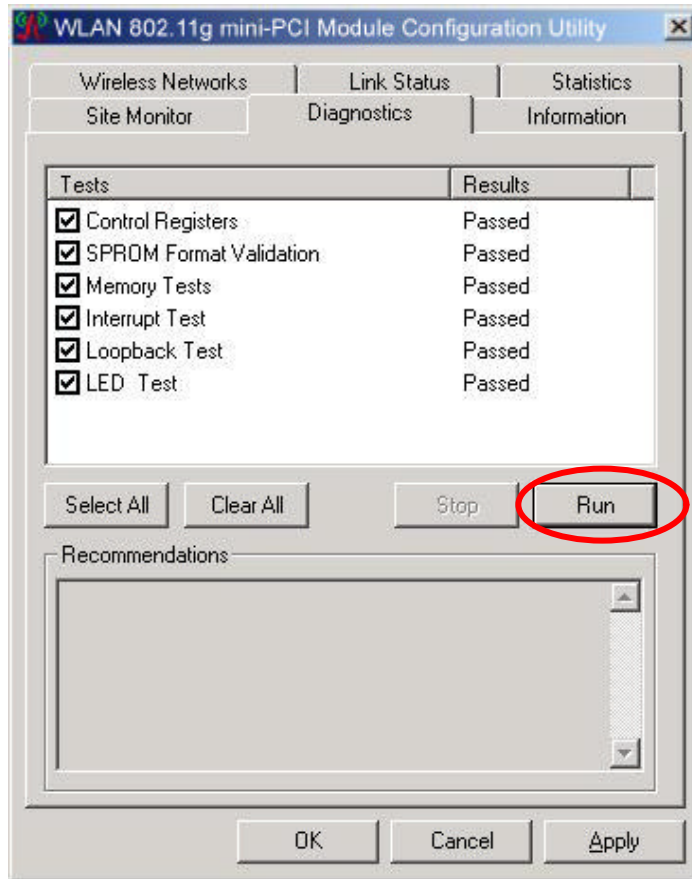 WLAN 802.11g mini-PCI Module Configuration Utility
Wireless Networks Link Status Statistics
Site Monitor Diagnostics Information
Tests Results
Control Registers Passed
SPROM Format Validation Passed
Memory Tests Passed
Interrupt Test Passed
Loopback Test Passed
LED Test Passed
Select All Clear All Stop Run
Recommendations
OK Cancel Apply